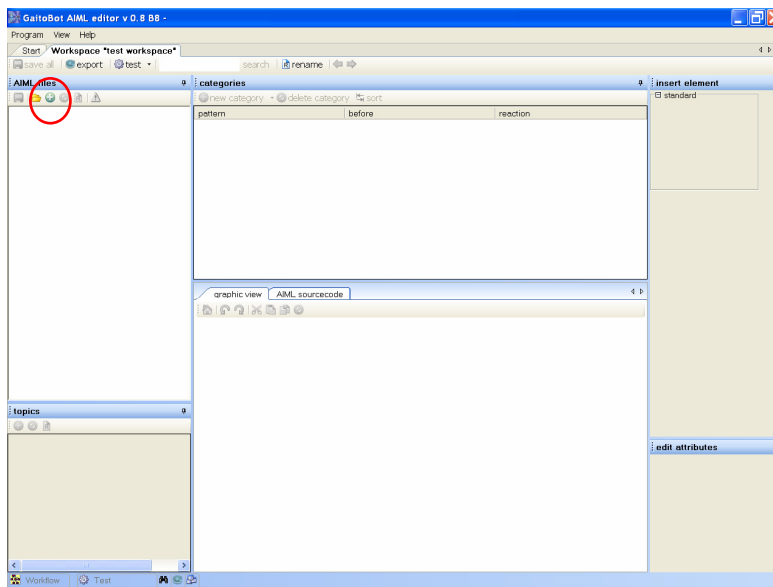 GaitoBot AIML editor v 0.8 BB -
Program View Help
Start Workspace "test workspace"
save all export test search rename
AIML files
categories
insert element
new category delete category sort
standard
pattern before reaction
graphic view AIML sourcecode
topics
edit attributes
Workflow Test